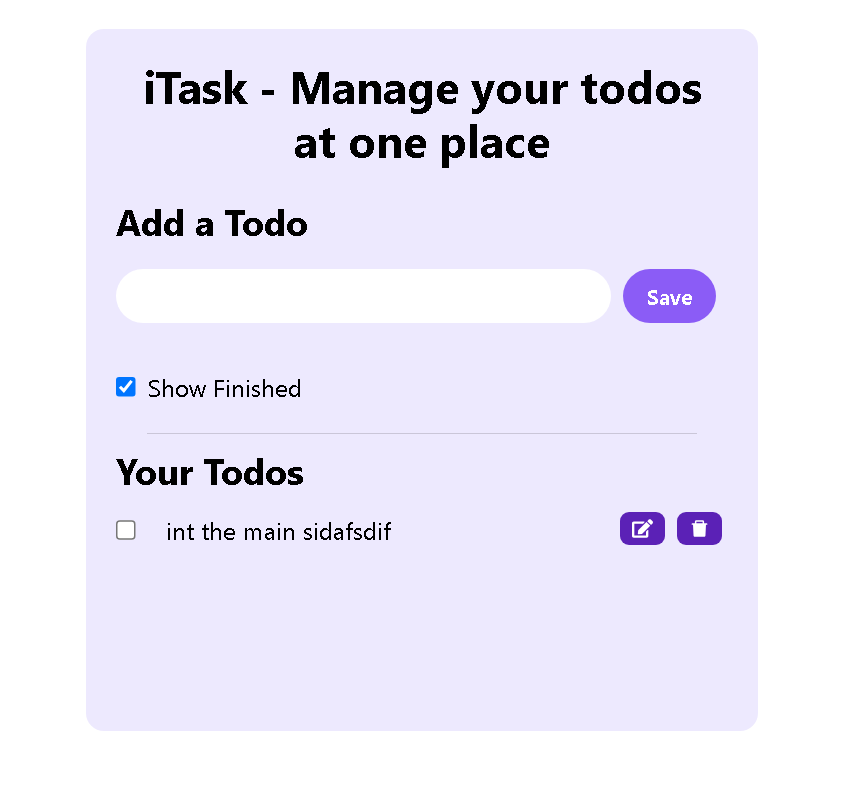 iTask - Manage your todos
at one place
Add a Todo
Save
Show Finished
Your Todos
int the main sidafsdif